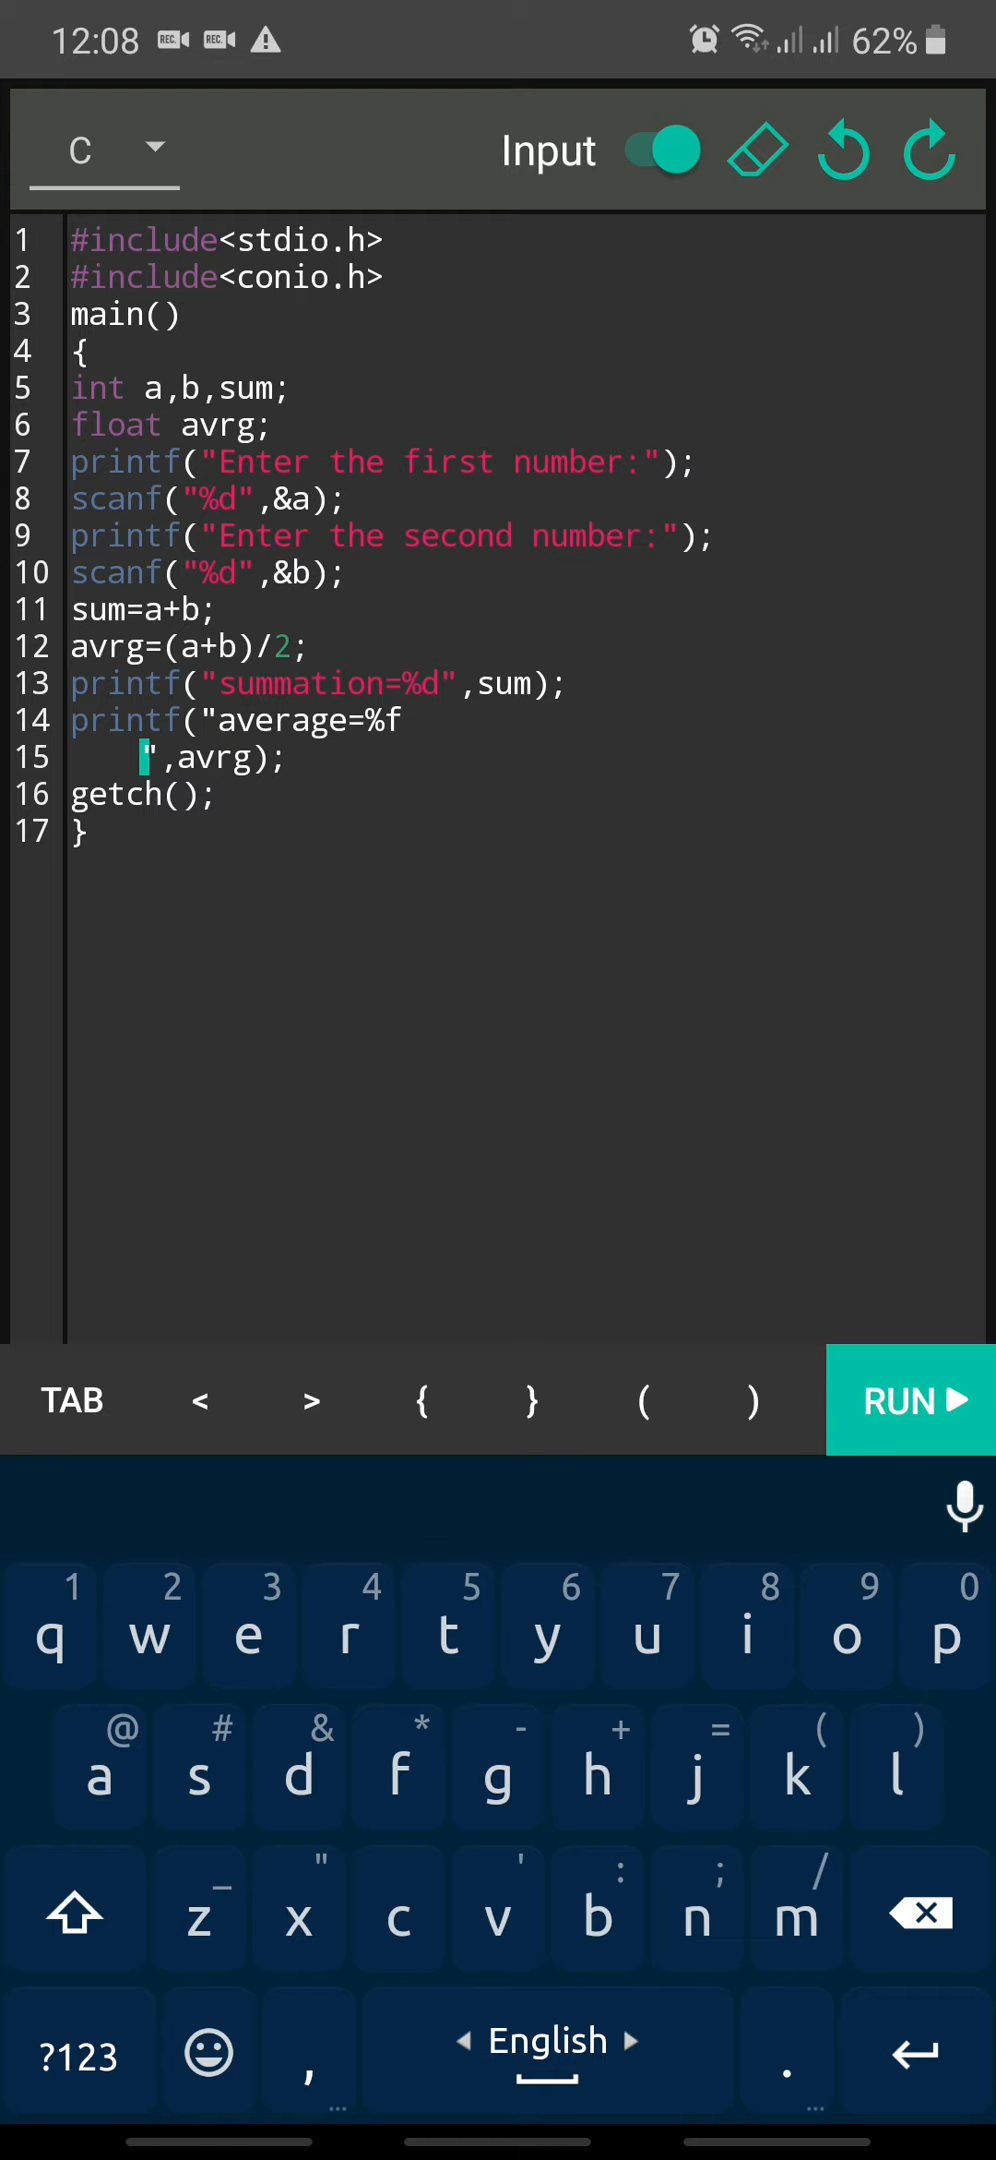 12:08 REC. REC. 62%
C Input
1 #include<stdio.h>
2 #include<conio.h>
3 main()
4 {
5 int a,b,sum;
6 float avrg;
7 printf("Enter the first number:");
8 scanf("%d",&a);
9 printf("Enter the second number:");
10 scanf("%d",&b);
11 sum=a+b;
12 avrg=(a+b)/2;
13 printf("summation=%d",sum);
14 printf("average=%f
15 ",avrg);
16 getch();
17 }
TAB < > { } ( ) RUN
1 2 3 4 5 6 7 8 9 0
q w e r t y u i o p
@ # & * - + = ( )
a s d f g h j k l
_ " ' : ; /
z x c v b n m
?123 , English .